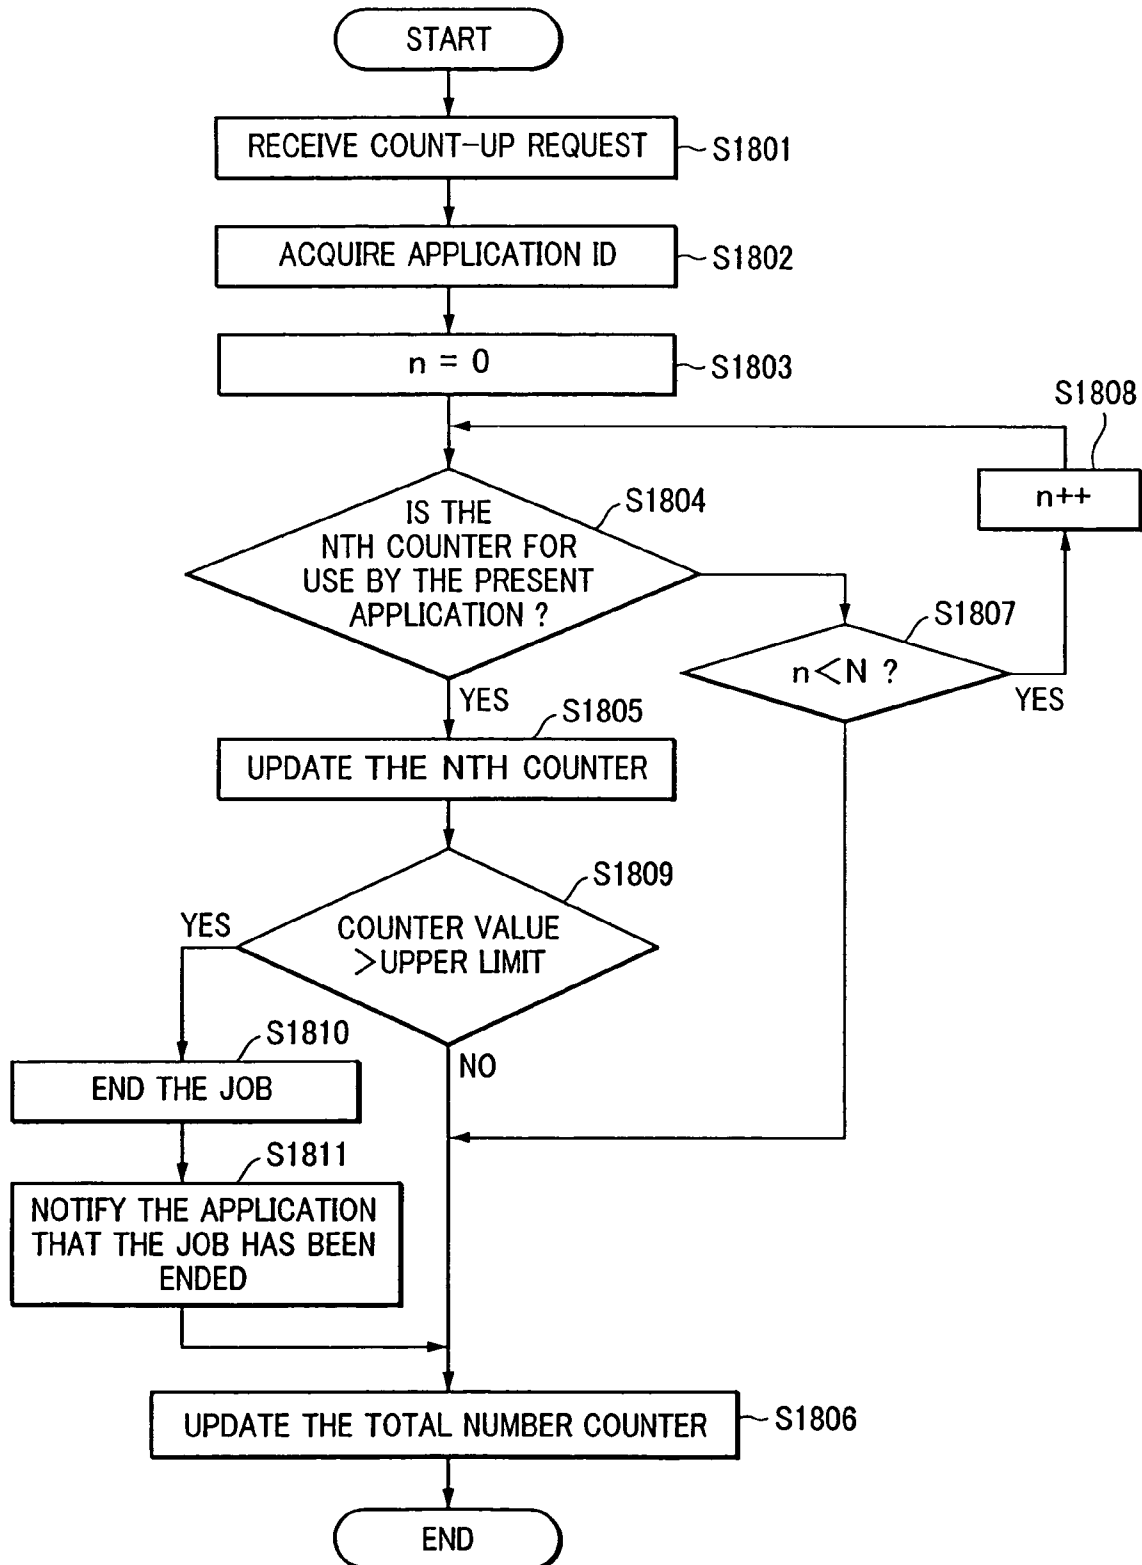 START
RECEIVE COUNT-UP REQUEST
S1801
ACQUIRE APPLICATION ID
S1802
n = 0
S1803
S1808
n++
IS THE
NTH COUNTER FOR
USE BY THE PRESENT
APPLICATION ?
S1804
S1807
n<N ?
YES
YES
S1805
UPDATE THE NTH COUNTER
S1809
COUNTER VALUE
>UPPER LIMIT
YES
NO
S1810
END THE JOB
S1811
NOTIFY THE APPLICATION
THAT THE JOB HAS BEEN
ENDED
UPDATE THE TOTAL NUMBER COUNTER
S1806
END